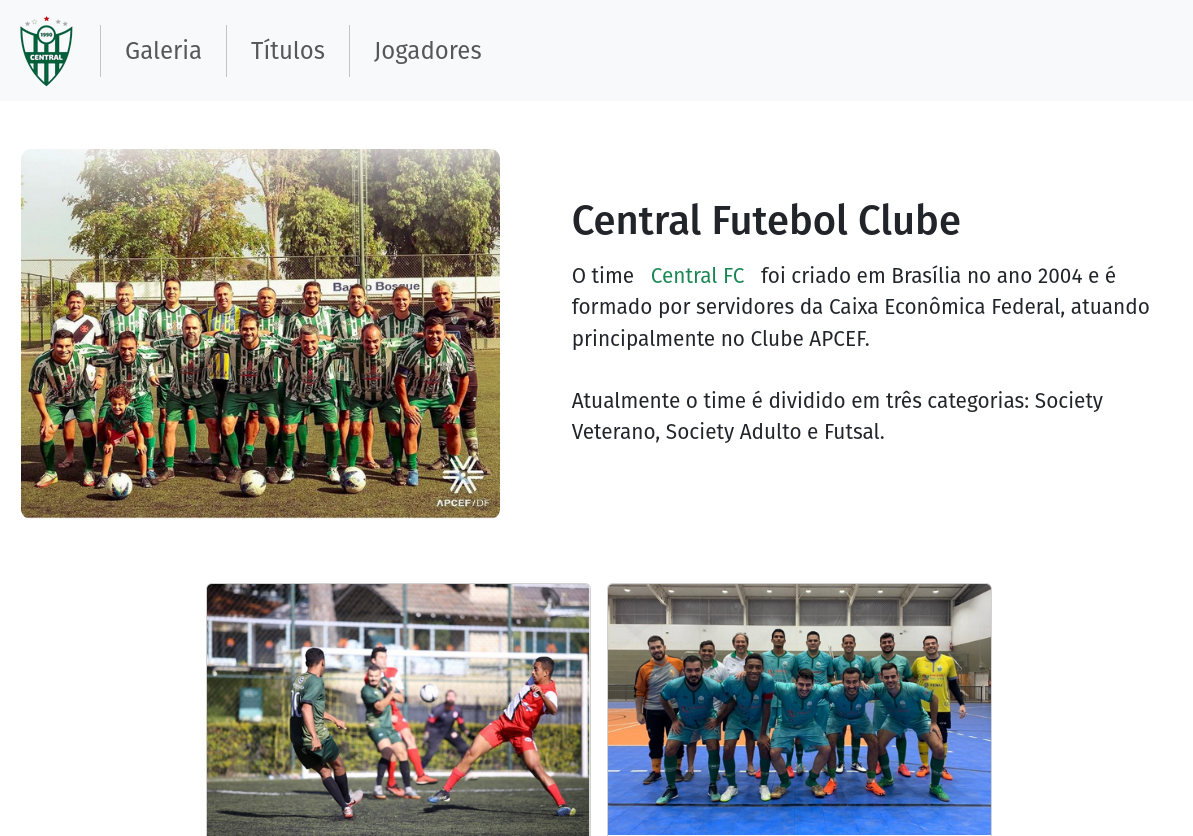 1990
CENTRAL
Galeria
Títulos
Jogadores
Banco Bosque
APCEF/DF
Central Futebol Clube
O time Central FC foi criado em Brasília no ano 2004 e é
formado por servidores da Caixa Econômica Federal, atuando
principalmente no Clube APCEF.
Atualmente o time é dividido em três categorias: Society
Veterano, Society Adulto e Futsal.